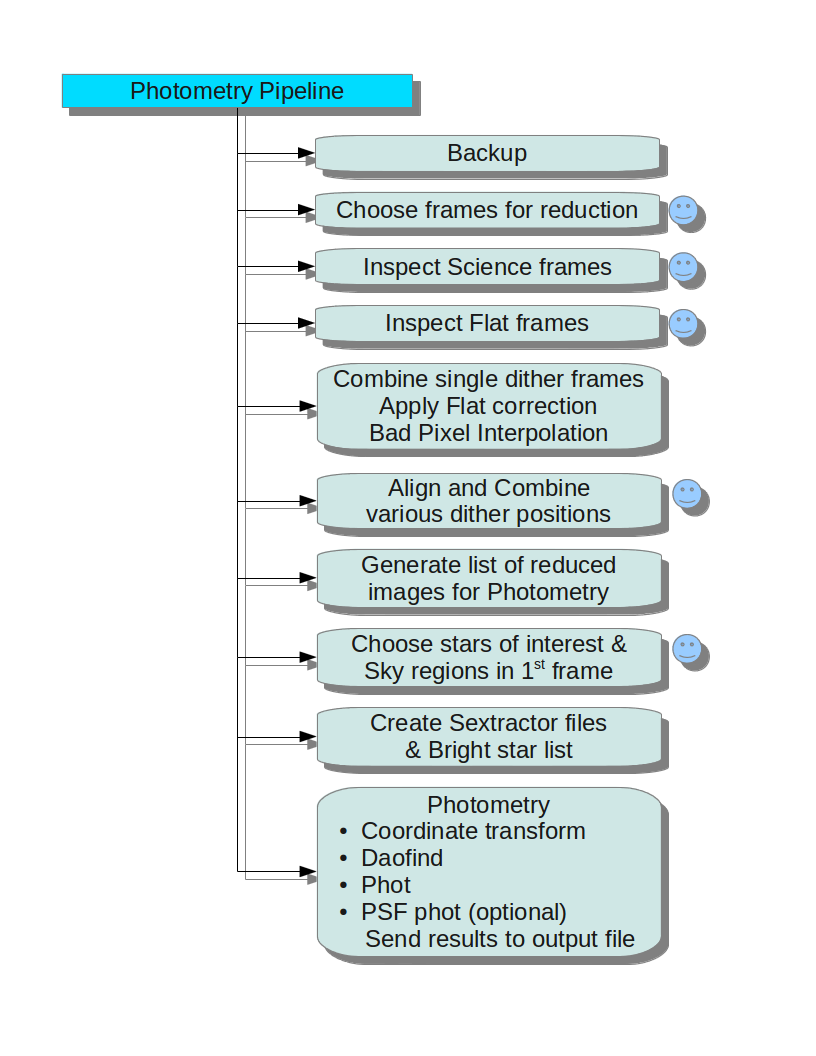 Photometry Pipeline
Backup
Choose frames for reduction
Inspect Science frames
Inspect Flat frames
Combine single dither frames
Apply Flat correction
Bad Pixel Interpolation
Align and Combine
various dither positions
Generate list of reduced
images for Photometry
Choose stars of interest &
Sky regions in 1st frame
Create Sextractor files
& Bright star list
Photometry
• Coordinate transform
• Daofind
• Phot
• PSF phot (optional)
Send results to output file